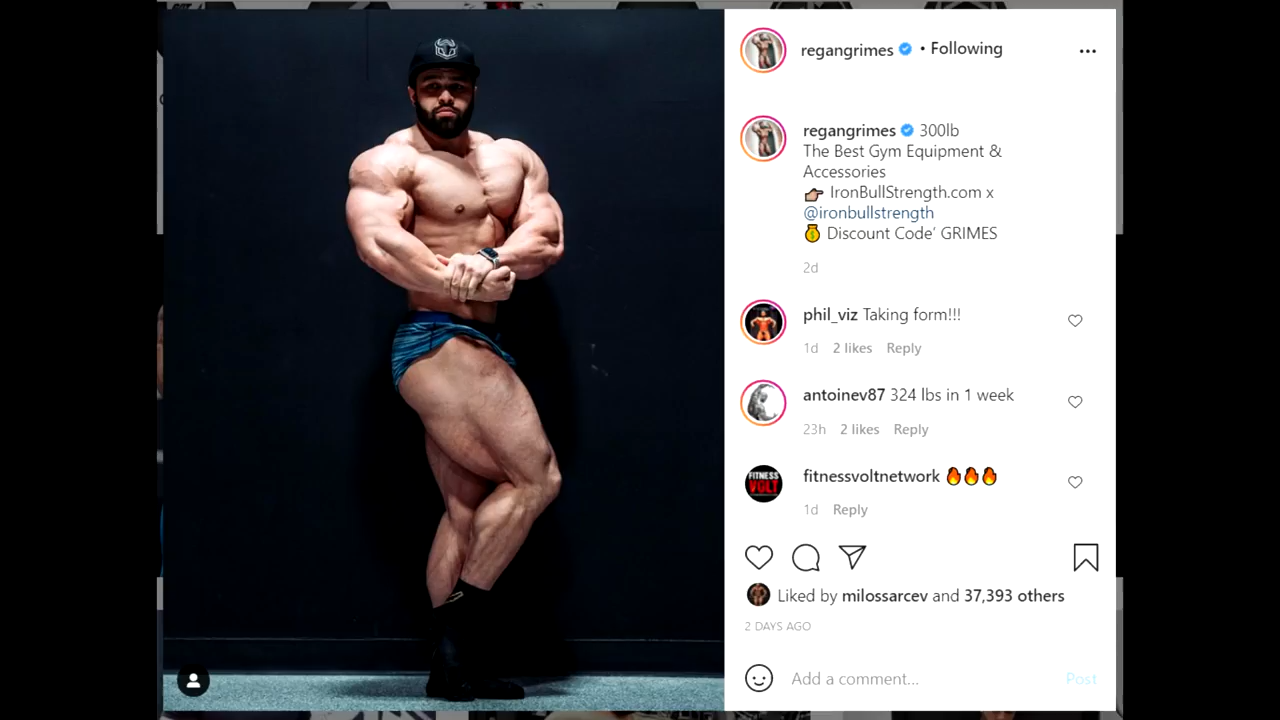 regangrimes • Following
regangrimes 300lb
The Best Gym Equipment &
Accessories
👉 IronBullStrength.com x
@ironbullstrength
💰 Discount Code' GRIMES
2d
phil_viz Taking form!!!
1d 2 likes Reply
antoinev87 324 lbs in 1 week
23h 2 likes Reply
FITNESS
VOLT
fitnessvoltnetwork 🔥🔥🔥
1d Reply
Liked by milossarcev and 37,393 others
2 DAYS AGO
Add a comment... Post